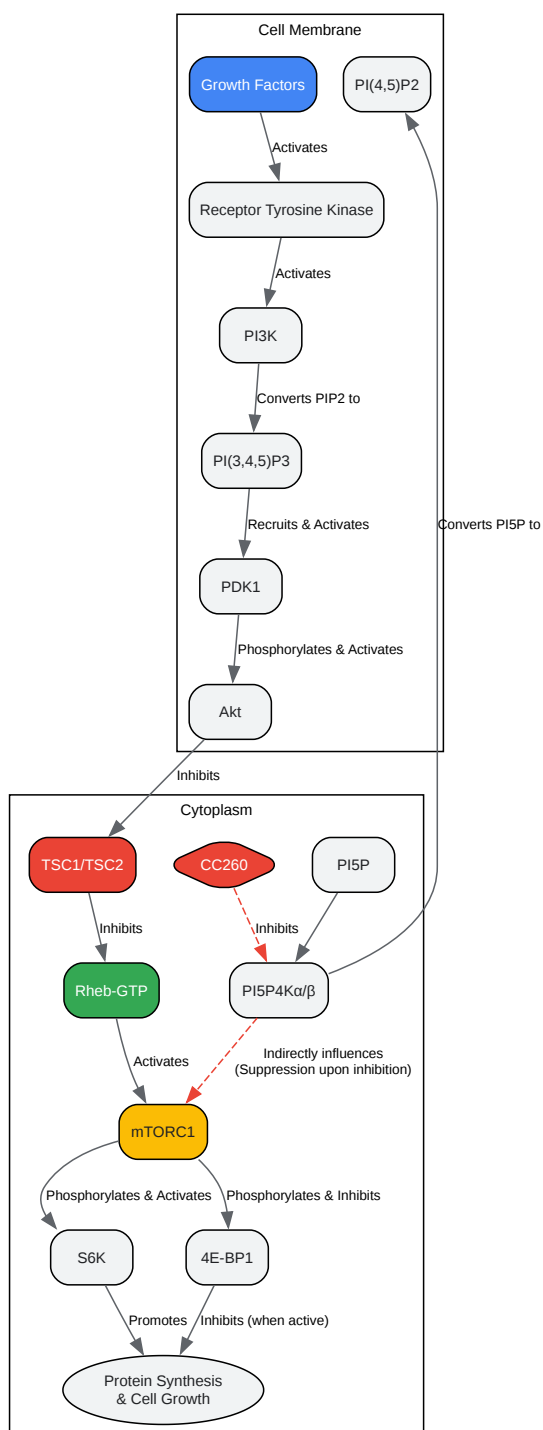 Cell Membrane
Growth Factors
PI(4,5)P2
Activates
Receptor Tyrosine Kinase
Activates
PI3K
Converts PIP2 to
PI(3,4,5)P3
Recruits & Activates
Converts PI5P to
PDK1
Phosphorylates & Activates
Akt
Inhibits
Cytoplasm
TSC1/TSC2
CC260
PI5P
Inhibits
Inhibits
Rheb-GTP
PI5P4Kα/β
Activates
Indirectly influences
(Suppression upon inhibition)
mTORC1
Phosphorylates & Activates
Phosphorylates & Inhibits
S6K
4E-BP1
Promotes
Inhibits (when active)
Protein Synthesis
& Cell Growth